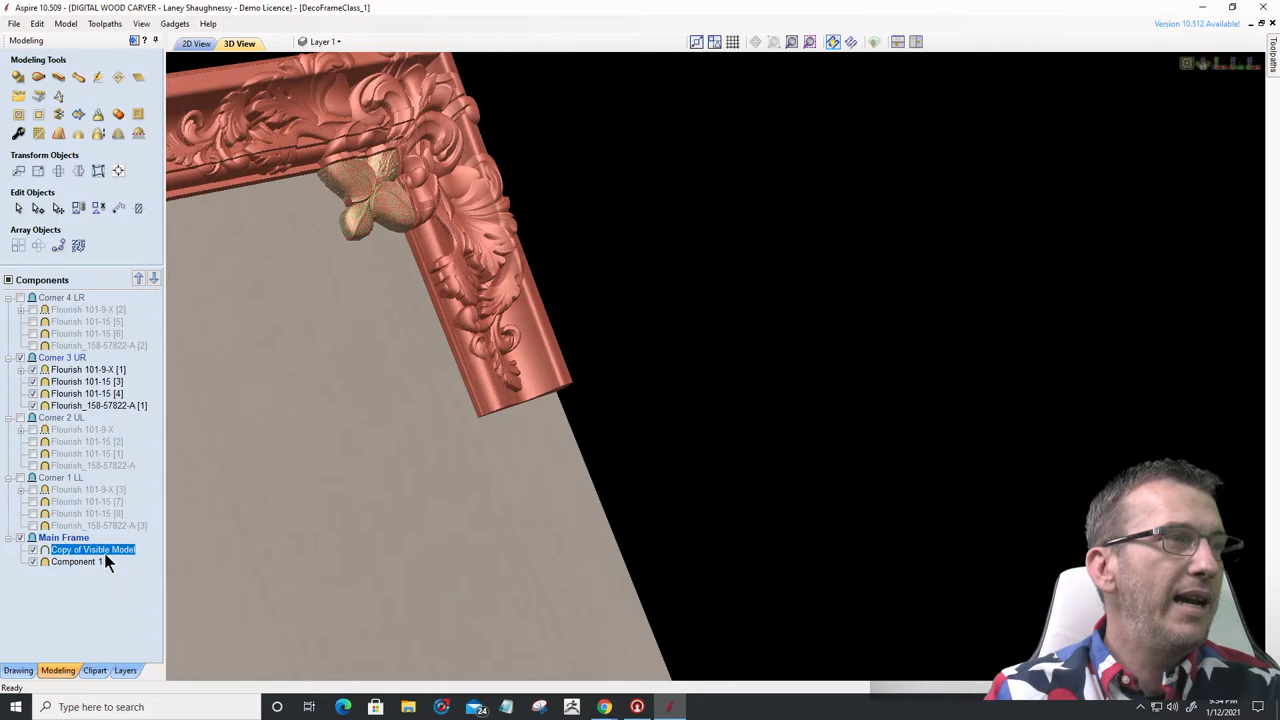 Aspire 10.509 - {DIGITAL WOOD CARVER - Laney Shaughnessy - Demo Licence} - [DecoFrameClass_1]
File Edit Model Toolpaths View Gadgets Help
Version 10.512 Available!
Modeling
2D View 3D View Layer 1
Toolpaths
Modeling Tools
Transform Objects
Edit Objects
Array Objects
Components
Corner 4 LR
Flourish 101-9-X [2]
Flourish 101-15 [5]
Flourish 101-15 [6]
Flourish_158-57822-A [2]
Corner 3 UR
Flourish 101-9-X [1]
Flourish 101-15 [3]
Flourish 101-15 [4]
Flourish_158-57822-A [1]
Corner 2 UL
Flourish 101-9-X
Flourish 101-15 [2]
Flourish 101-15 [1]
Flourish_158-57822-A
Corner 1 LL
Flourish 101-9-X [3]
Flourish 101-15 [7]
Flourish 101-15 [8]
Flourish_158-57822-A [3]
Main Frame
Copy of Visible Model
Component 1
Drawing Modeling Clipart Layers
Ready
Type here to search
24
9:54 PM
1/12/2021